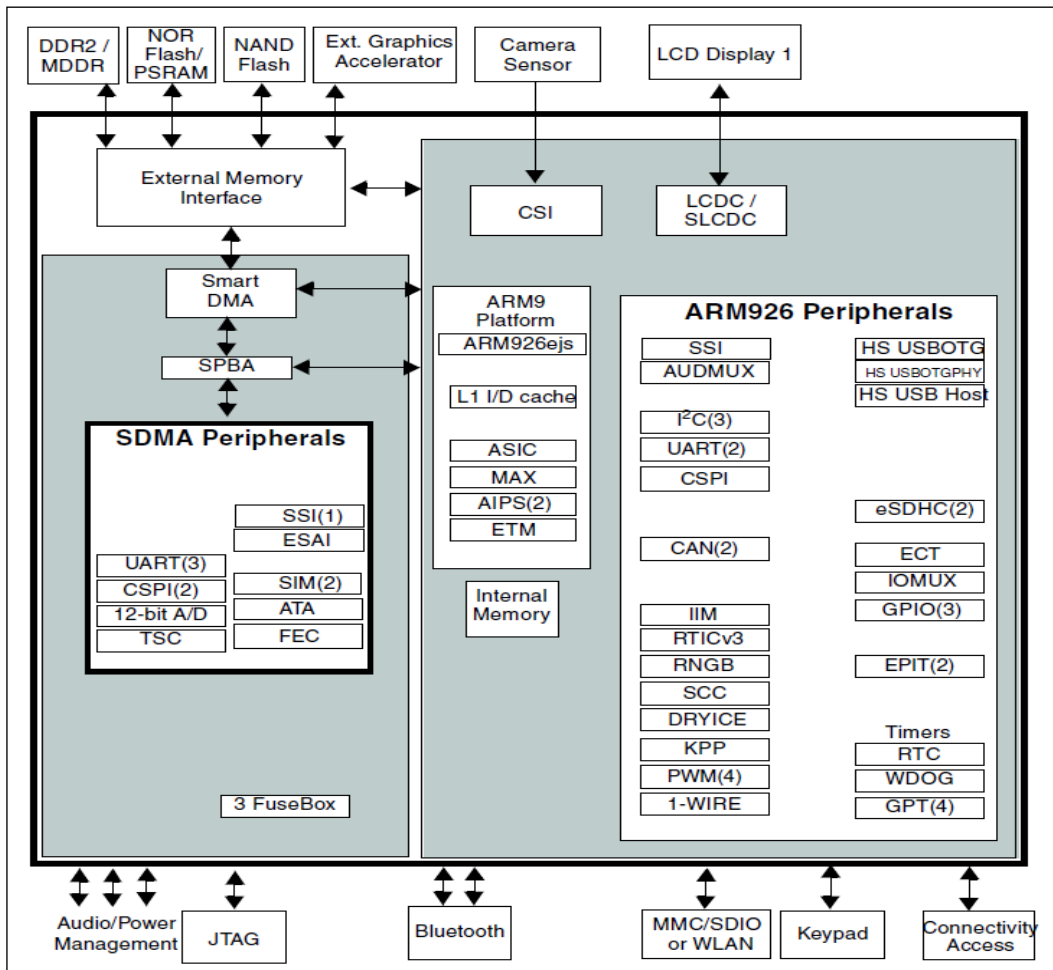 DDR2 /
MDDR
NOR
Flash/
PSRAM
NAND
Flash
Ext. Graphics
Accelerator
Camera
Sensor
LCD Display 1
External Memory
Interface
CSI
LCDC /
SLCDC
Smart
DMA
SPBA
SDMA Peripherals
SSI(1)
ESAI
UART(3)
CSPI(2)
12-bit A/D
TSC
SIM(2)
ATA
FEC
3 FuseBox
ARM9
Platform
ARM926ejs
L1 I/D cache
ASIC
MAX
AIPS(2)
ETM
Internal
Memory
ARM926 Peripherals
SSI
AUDMUX
I²C(3)
UART(2)
CSPI
CAN(2)
IIM
RTICv3
RNGB
SCC
DRYICE
KPP
PWM(4)
1-WIRE
HS USBOTG
HS USBOTGPHY
HS USB Host
eSDHC(2)
ECT
IOMUX
GPIO(3)
EPIT(2)
Timers
RTC
WDOG
GPT(4)
Audio/Power
Management
JTAG
Bluetooth
MMC/SDIO
or WLAN
Keypad
Connectivity
Access